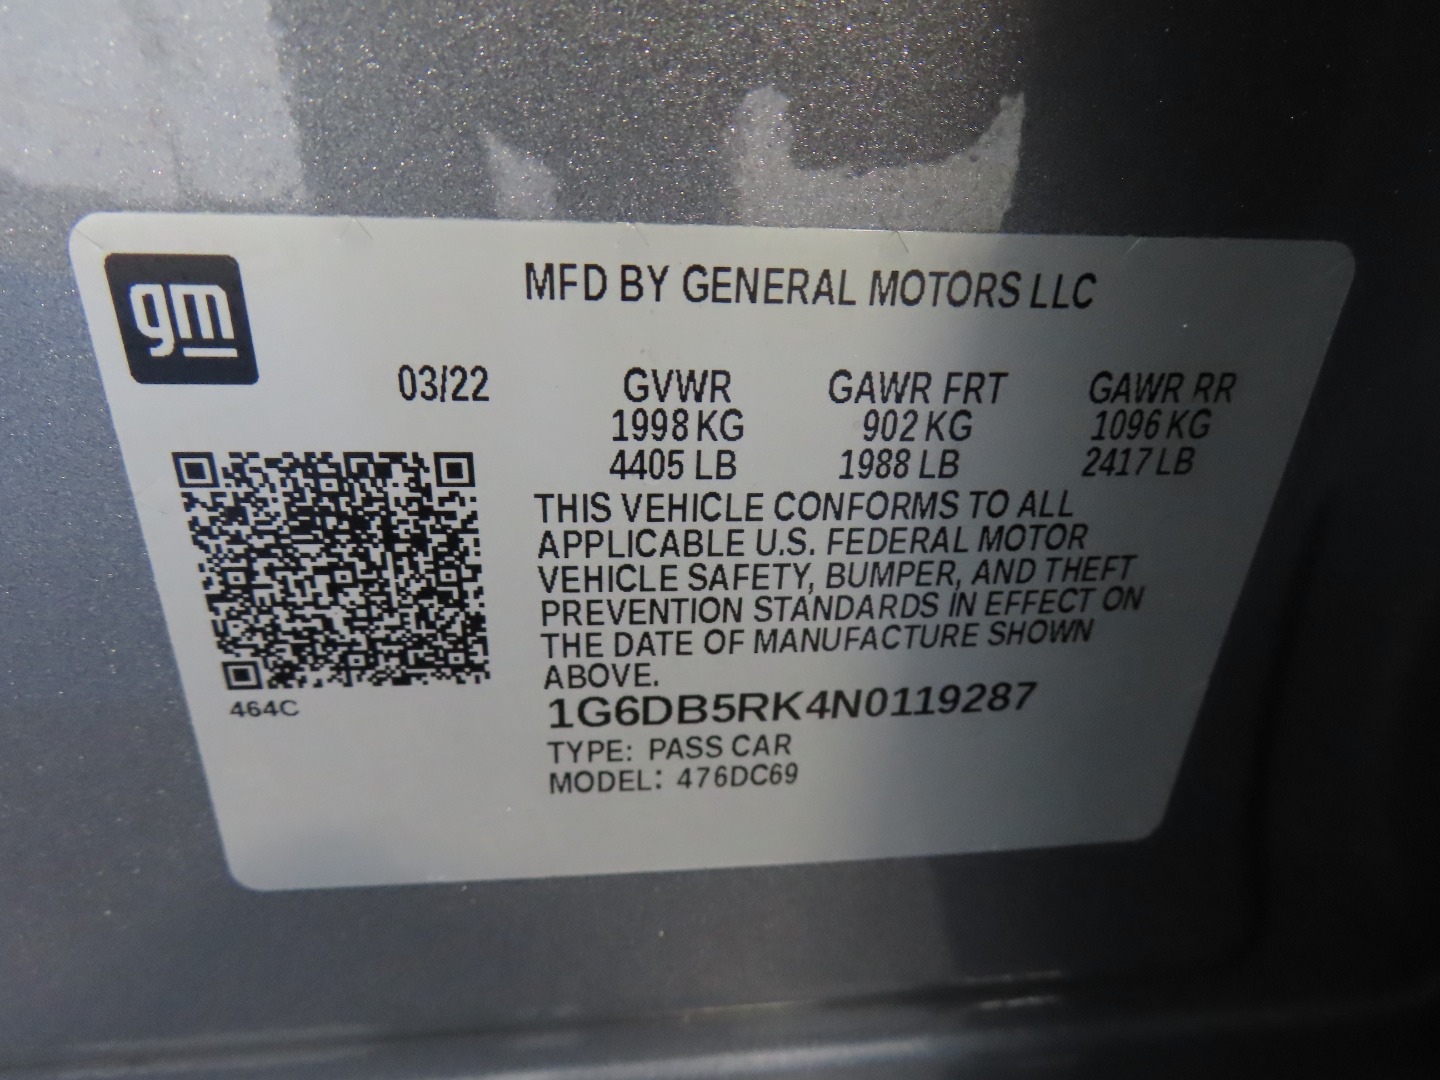 gm
MFD BY GENERAL MOTORS LLC
03/22 GVWR GAWR FRT GAWR RR
1998 KG 902 KG 1096 KG
4405 LB 1988 LB 2417 LB
THIS VEHICLE CONFORMS TO ALL
APPLICABLE U.S. FEDERAL MOTOR
VEHICLE SAFETY, BUMPER, AND THEFT
PREVENTION STANDARDS IN EFFECT ON
THE DATE OF MANUFACTURE SHOWN
ABOVE.
464C
1G6DB5RK4N0119287
TYPE: PASS CAR
MODEL: 476DC69